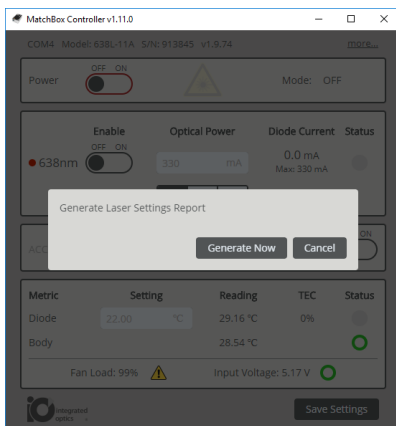 MatchBox Controller v1.11.0
COM4 Model: 638L-11A S/N: 913845 v1.9.74 more...
Power OFF ON Mode: OFF
Enable Optical Power Diode Current Status
OFF ON
638nm 330 mA 0.0 mA
Max: 330 mA
Generate Laser Settings Report
ON
Generate Now Cancel
Metric Setting Reading TEC Status
Diode 22.00 °C 29.16 °C 0%
Body 28.54 °C
Fan Load: 99% Input Voltage: 5.17 V
integrated
optics
Save Settings